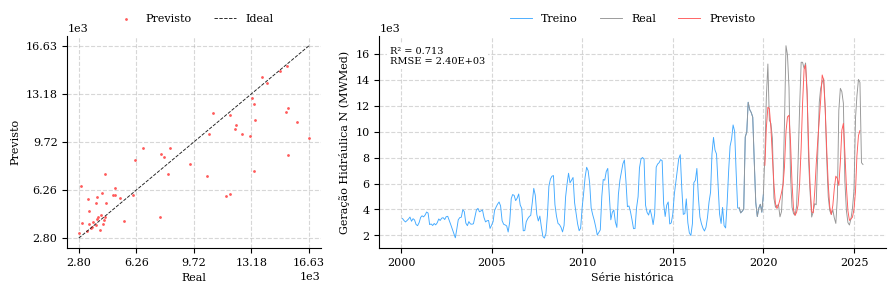 Previsto
Ideal
1e3
16.63
13.18
9.72
6.26
2.80
Previsto
2.80
6.26
9.72
13.18
16.63
1e3
Real
Treino
Real
Previsto
1e3
R² = 0.713
RMSE = 2.40E+03
16
14
12
10
8
6
4
2
Geração Hidráulica N (MWMed)
2000
2005
2010
2015
2020
2025
Série histórica